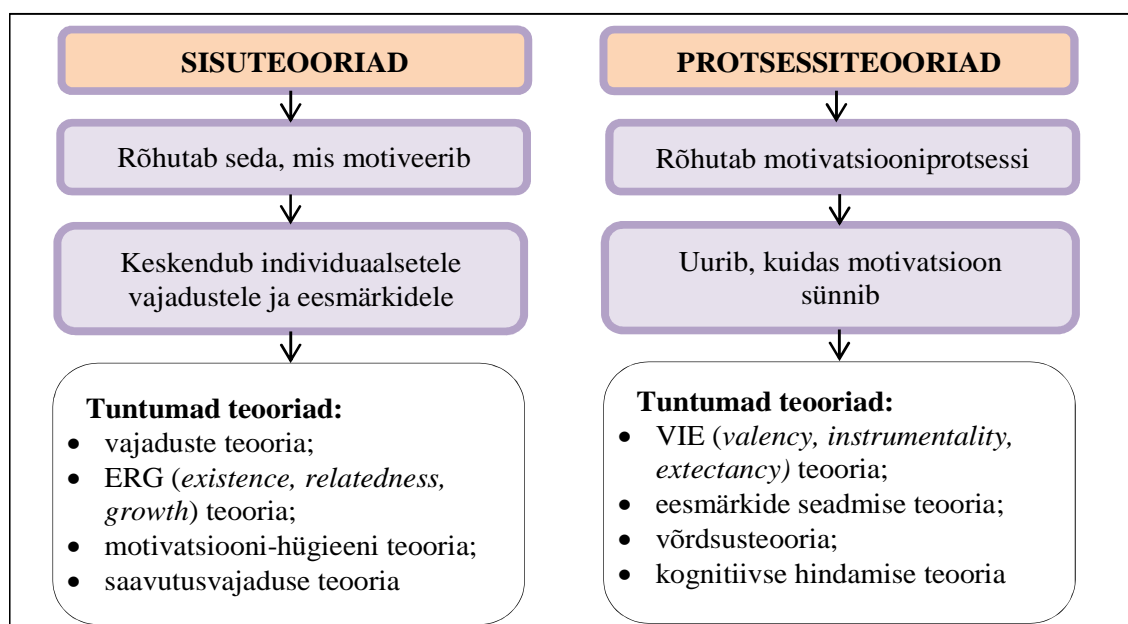 SISUTEOORIAD
Rõhutab seda, mis motiveerib
Keskendub individuaalsetele
vajadustele ja eesmärkidele
Tuntumad teooriad:
• vajaduste teooria;
• ERG (existence, relatedness,
growth) teooria;
• motivatsiooni-hügieeni teooria;
• saavutusvajaduse teooria
PROTSESSITEOORIAD
Rõhutab motivatsiooniprotsessi
Uurib, kuidas motivatsioon
sünnib
Tuntumad teooriad:
• VIE (valency, instrumentality,
extectancy) teooria;
• eesmärkide seadmise teooria;
• võrdsusteooria;
• kognitiivse hindamise teooria